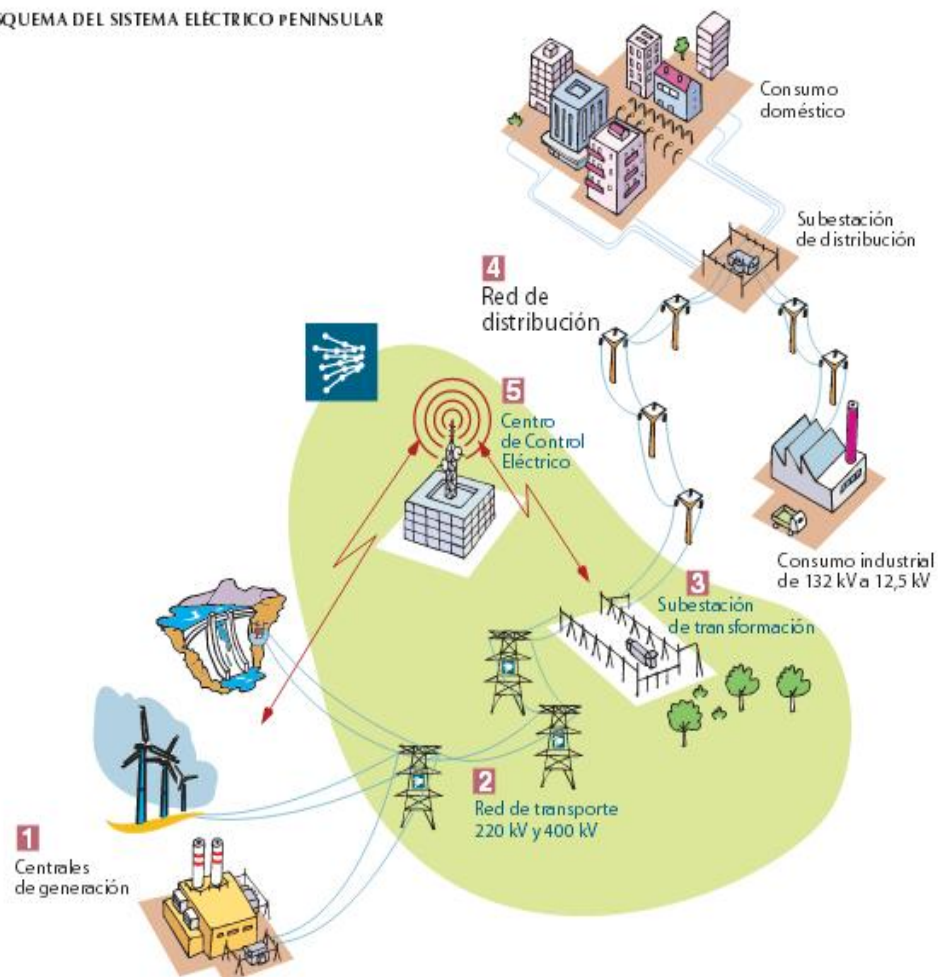 SQUEMA DEL SISTEMA ELÉCTRICO PENINSULAR
Consumo
doméstico
Subestación
de distribución
4
Red de
distribución
5
Centro
de Control
Eléctrico
Consumo industrial
de 132 kV a 12,5 kV
3
Subestación
de transformación
2
Red de transporte
220 kV y 400 kV
1
Centrales
de generación